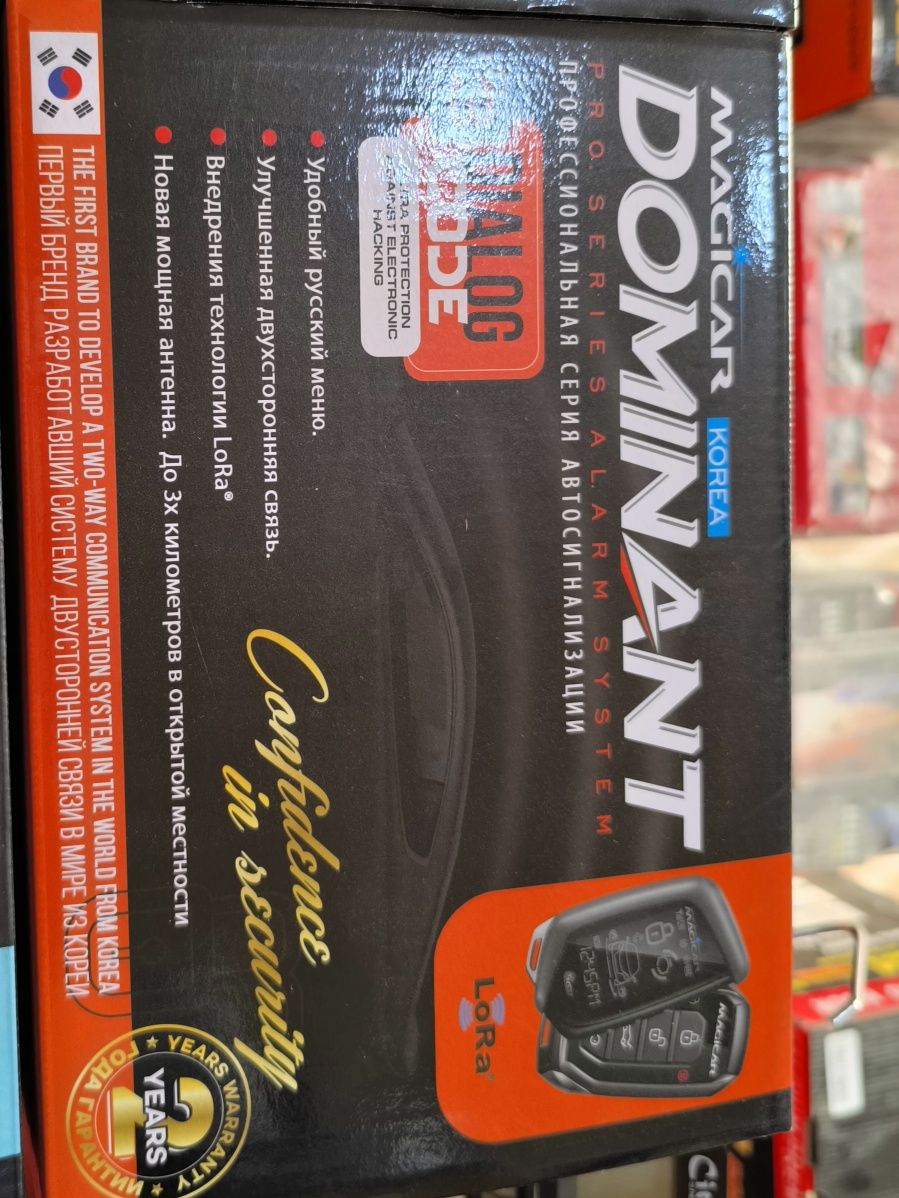 MAGICAR KOREA
DOMINANT
PRO SERIES ALARM SYSTEM
ПРОФЕССИОНАЛЬНАЯ СЕРИЯ АВТОСИГНАЛИЗАЦИИ
DIALOG
CODE
PROTECTION
AGAINST ELECTRONIC
HACKING
Удобный русский меню.
Улучшенная двухсторонняя связь.
Внедрения технологии LoRa®
Новая мощная антенна. До 3х километров в открытой местности
Confidence
in security
MAGICAR
12:45PM
MAGICAR
LoRa®
THE FIRST BRAND TO DEVELOP A TWO-WAY COMMUNICATION SYSTEM IN THE WORLD FROM KOREA
ПЕРВЫЙ БРЕНД РАЗРАБОТАВШИЙ СИСТЕМУ ДВУСТОРОННЕЙ СВЯЗИ В МИРЕ ИЗ КОРЕИ
YEARS WARRANTY
2
YEARS
ГОДА ГАРАНТИИ